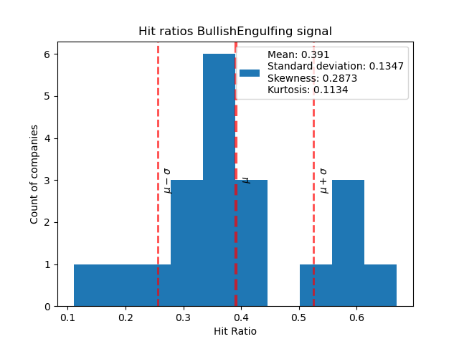 Hit ratios BullishEngulfing signal
Mean: 0.391
Standard deviation: 0.1347
Skewness: 0.2873
Kurtosis: 0.1134
6
5
4
3
2
1
0
Count of companies
μ − σ
μ
μ + σ
0.1 0.2 0.3 0.4 0.5 0.6
Hit Ratio